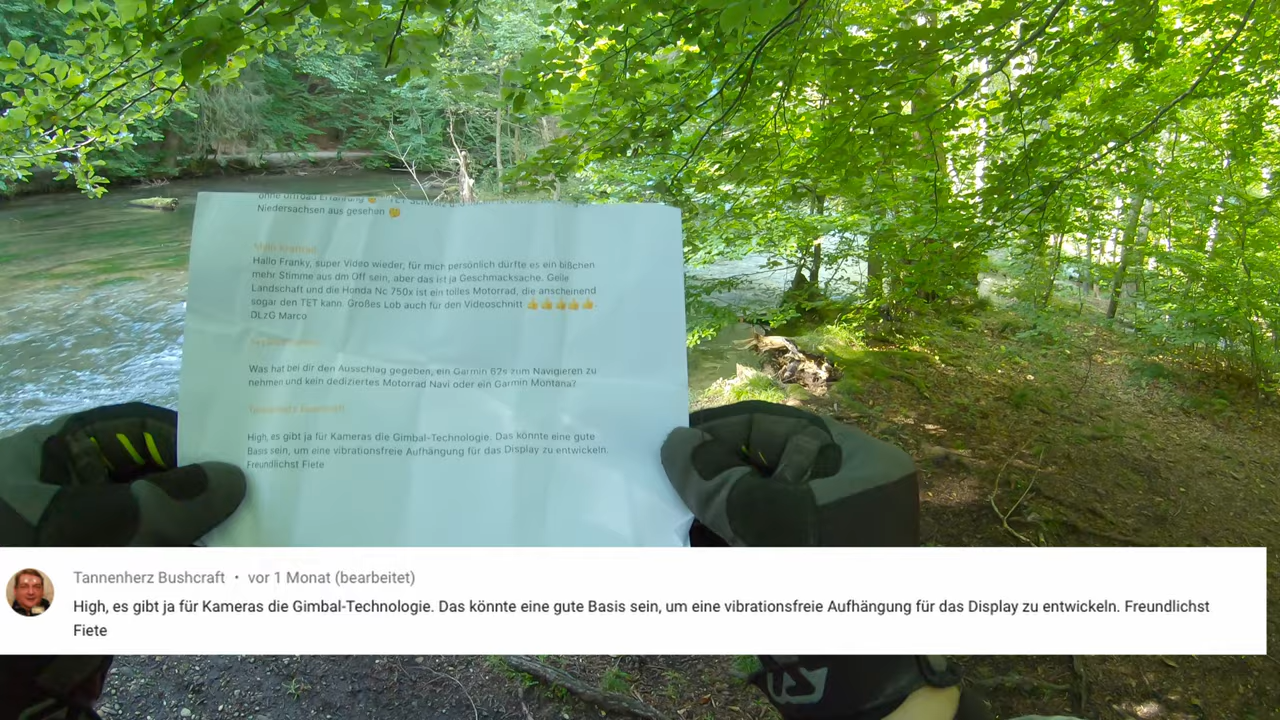 Niedersachsen aus gesehen
Hallo Franky, super Video wieder, für mich persönlich dürfte es ein bißchen
mehr Stimme aus dm Off sein, aber das ist ja Geschmacksache. Geile
Landschaft und die Honda Nc 750x ist ein tolles Motorrad, die anscheinend
sogar den TET kann. Großes Lob auch für den Videoschnitt 👍👍👍👍👍.
DLzG Marco
Was hat bei dir den Ausschlag gegeben, ein Garmin 62s zum Navigieren zu
nehmen und kein dediziertes Motorrad Navi oder ein Garmin Montana?
Tannenherz Bushcraft
High, es gibt ja für Kameras die Gimbal-Technologie. Das könnte eine gute
Basis sein, um eine vibrationsfreie Aufhängung für das Display zu entwickeln.
Freundlichst Fiete
Tannenherz Bushcraft • vor 1 Monat (bearbeitet)
High, es gibt ja für Kameras die Gimbal-Technologie. Das könnte eine gute Basis sein, um eine vibrationsfreie Aufhängung für das Display zu entwickeln. Freundlichst
Fiete